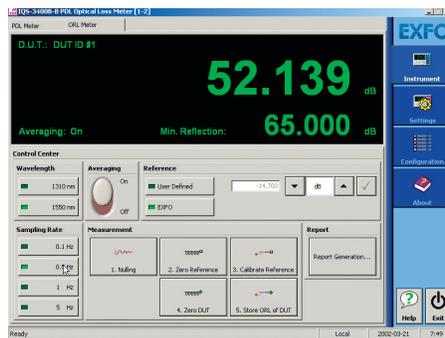 IQS-3400B-B PDL Optical Loss Meter [1-2]
PDL Meter ORL Meter
EXFO
D.U.T.: DUT ID #1
52.139 dB
Averaging: On Min. Reflection: 65.000 dB
Instrument
Settings
Configuration
About
Help Exit
Control Center
Wavelength
1310 nm
1550 nm
Averaging
On
Off
Reference
User Defined
EXFO
-14.700 dB
Sampling Rate
0.1 Hz
0.5 Hz
1 Hz
5 Hz
Measurement
1. Nulling
2. Zero Reference
3. Calibrate Reference
4. Zero DUT
5. Store ORL of DUT
Report
Report Generation...
Ready Local 2002-03-21 7:49